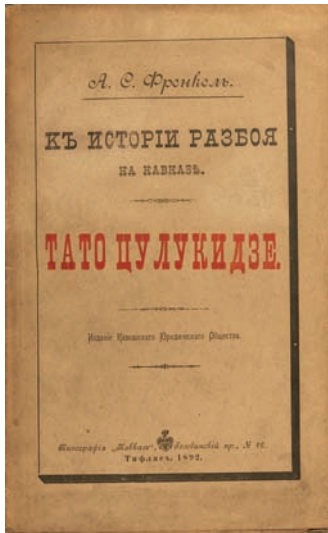 А. С. Френкель.
КЪ ИСТОРІИ РАЗБОЯ
НА КАВКАЗѢ.
ТАТО ЦУЛУКИДЗЕ.
Изданіе Кавказскаго Юридическаго Общества.
Типографія „Кавказъ“, Головинскій пр., № 12.
Тифлисъ, 1892.